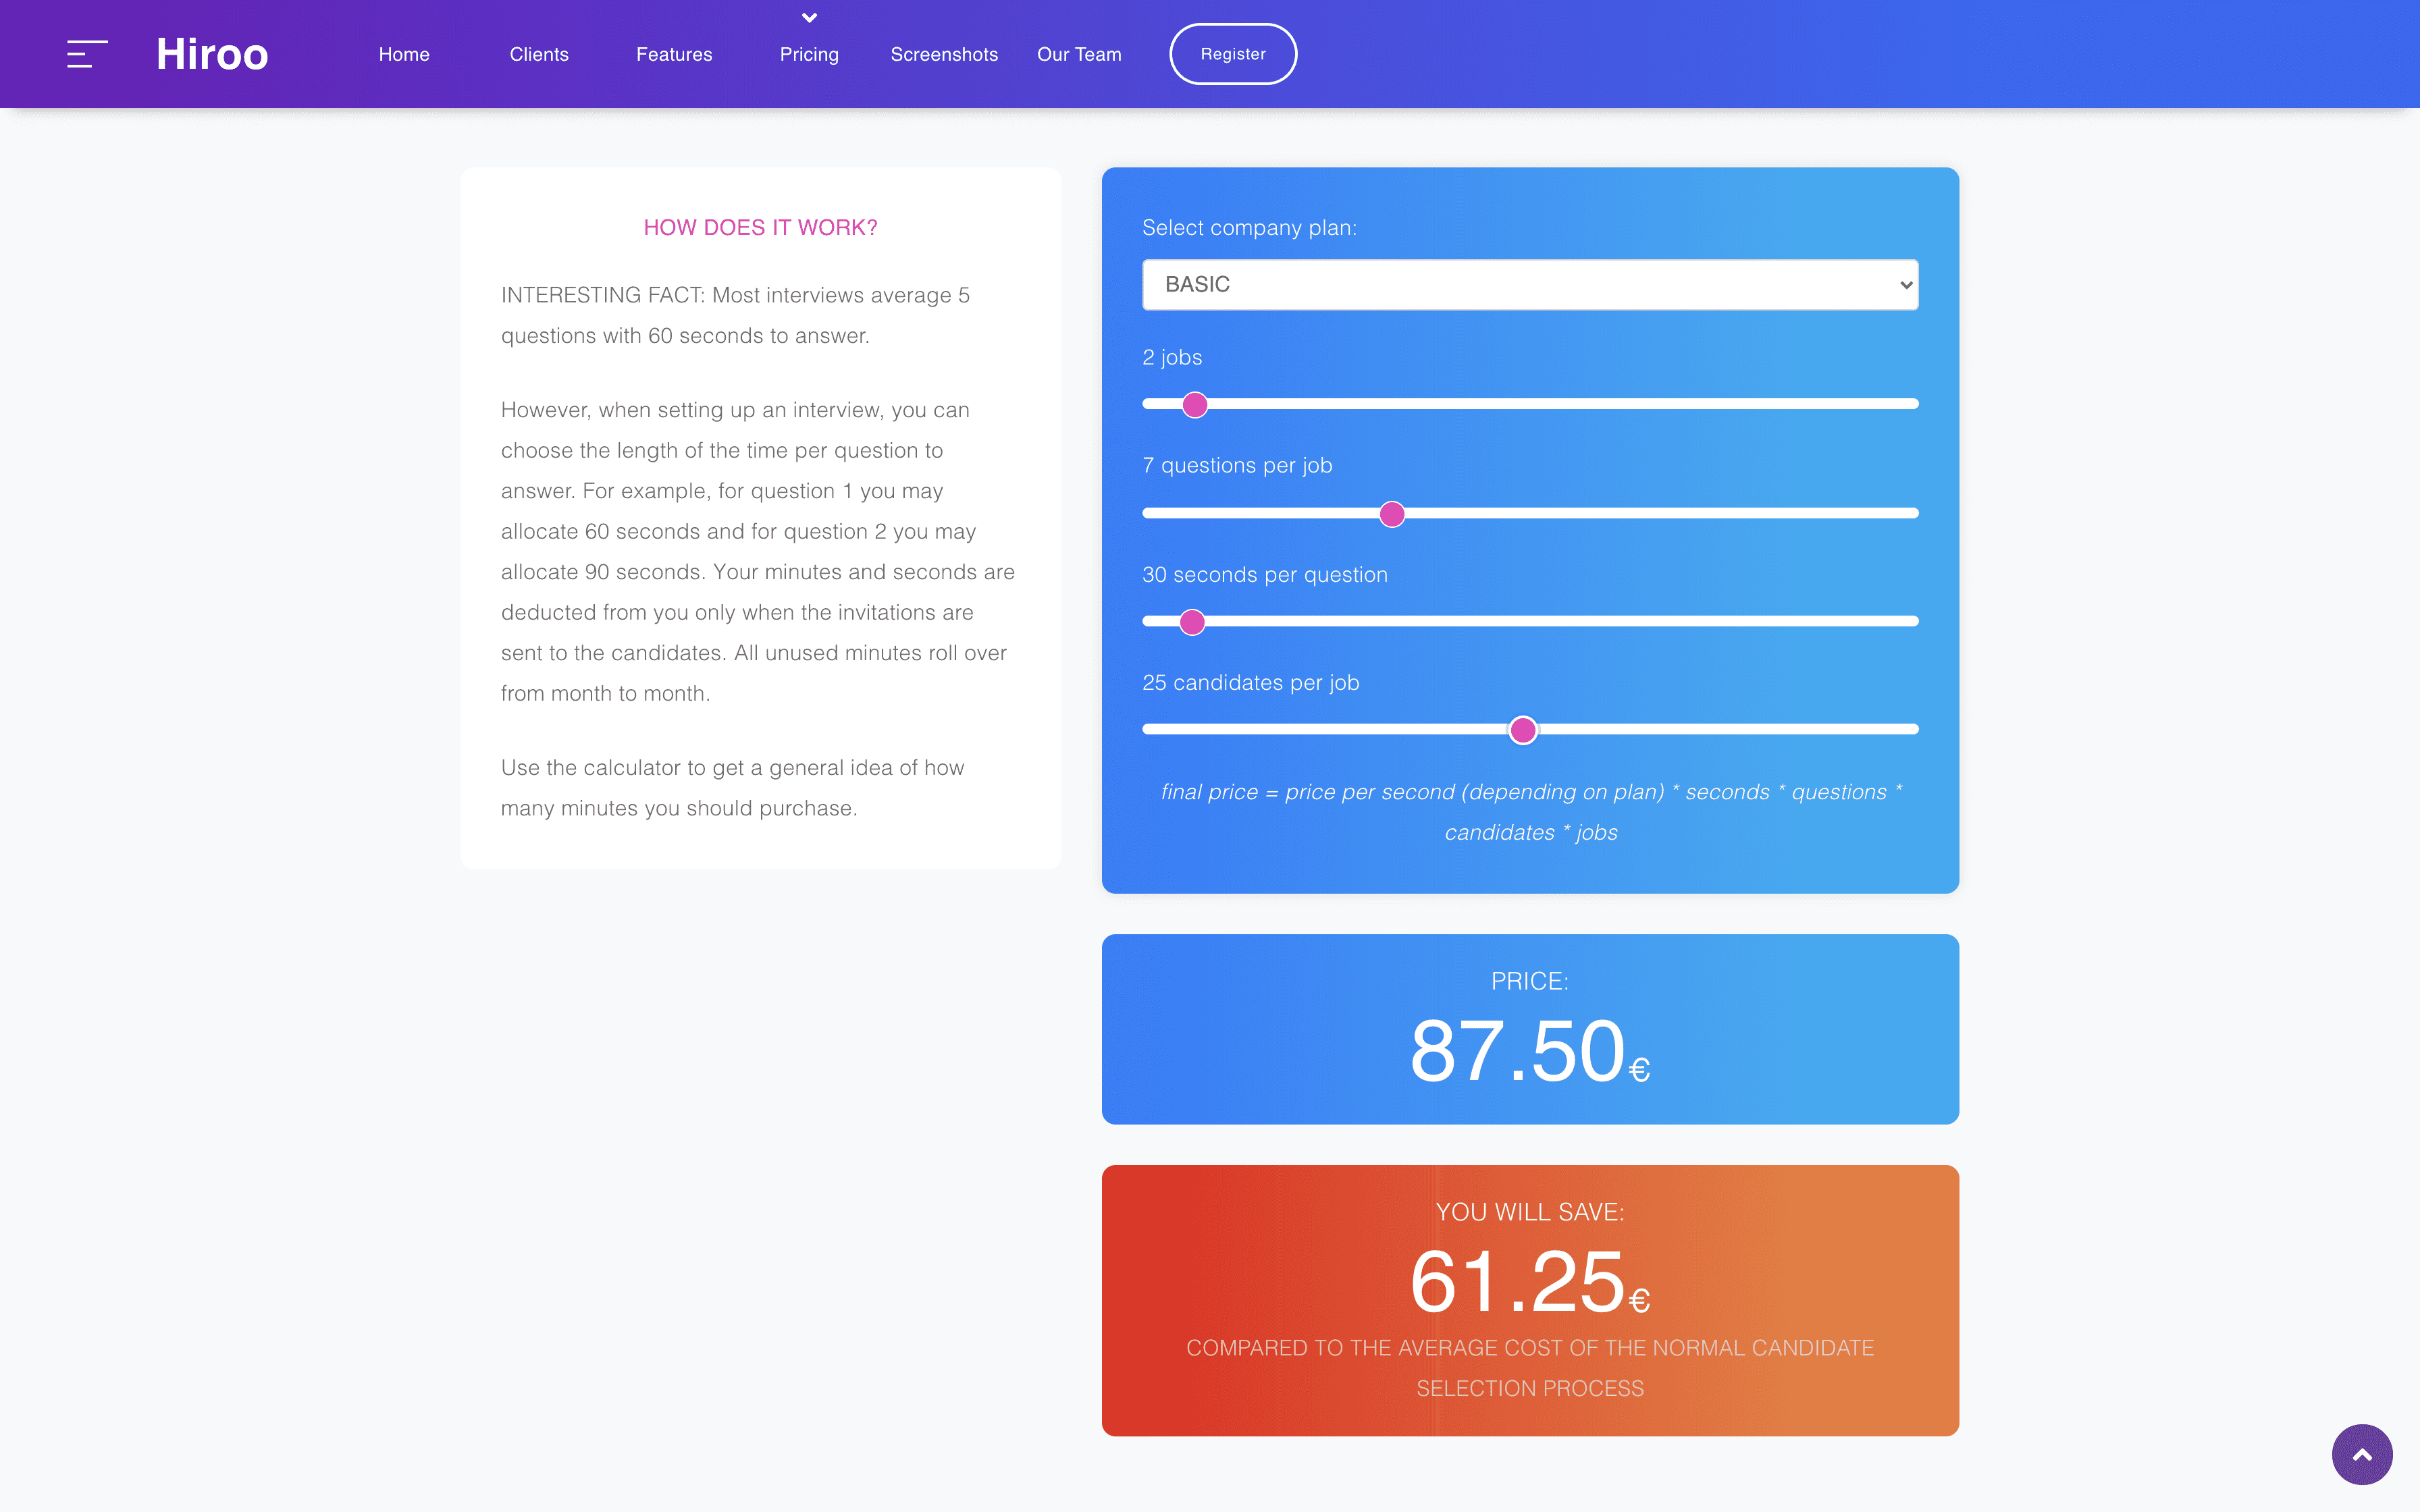 Hiroo
Home
Clients
Features
Pricing
Screenshots
Our Team
Register
HOW DOES IT WORK?
INTERESTING FACT: Most interviews average 5
questions with 60 seconds to answer.
However, when setting up an interview, you can
choose the length of the time per question to
answer. For example, for question 1 you may
allocate 60 seconds and for question 2 you may
allocate 90 seconds. Your minutes and seconds are
deducted from you only when the invitations are
sent to the candidates. All unused minutes roll over
from month to month.
Use the calculator to get a general idea of how
many minutes you should purchase.
Select company plan:
BASIC
2 jobs
7 questions per job
30 seconds per question
25 candidates per job
final price = price per second (depending on plan) * seconds * questions *
candidates * jobs
PRICE:
87.50€
YOU WILL SAVE:
61.25€
COMPARED TO THE AVERAGE COST OF THE NORMAL CANDIDATE
SELECTION PROCESS